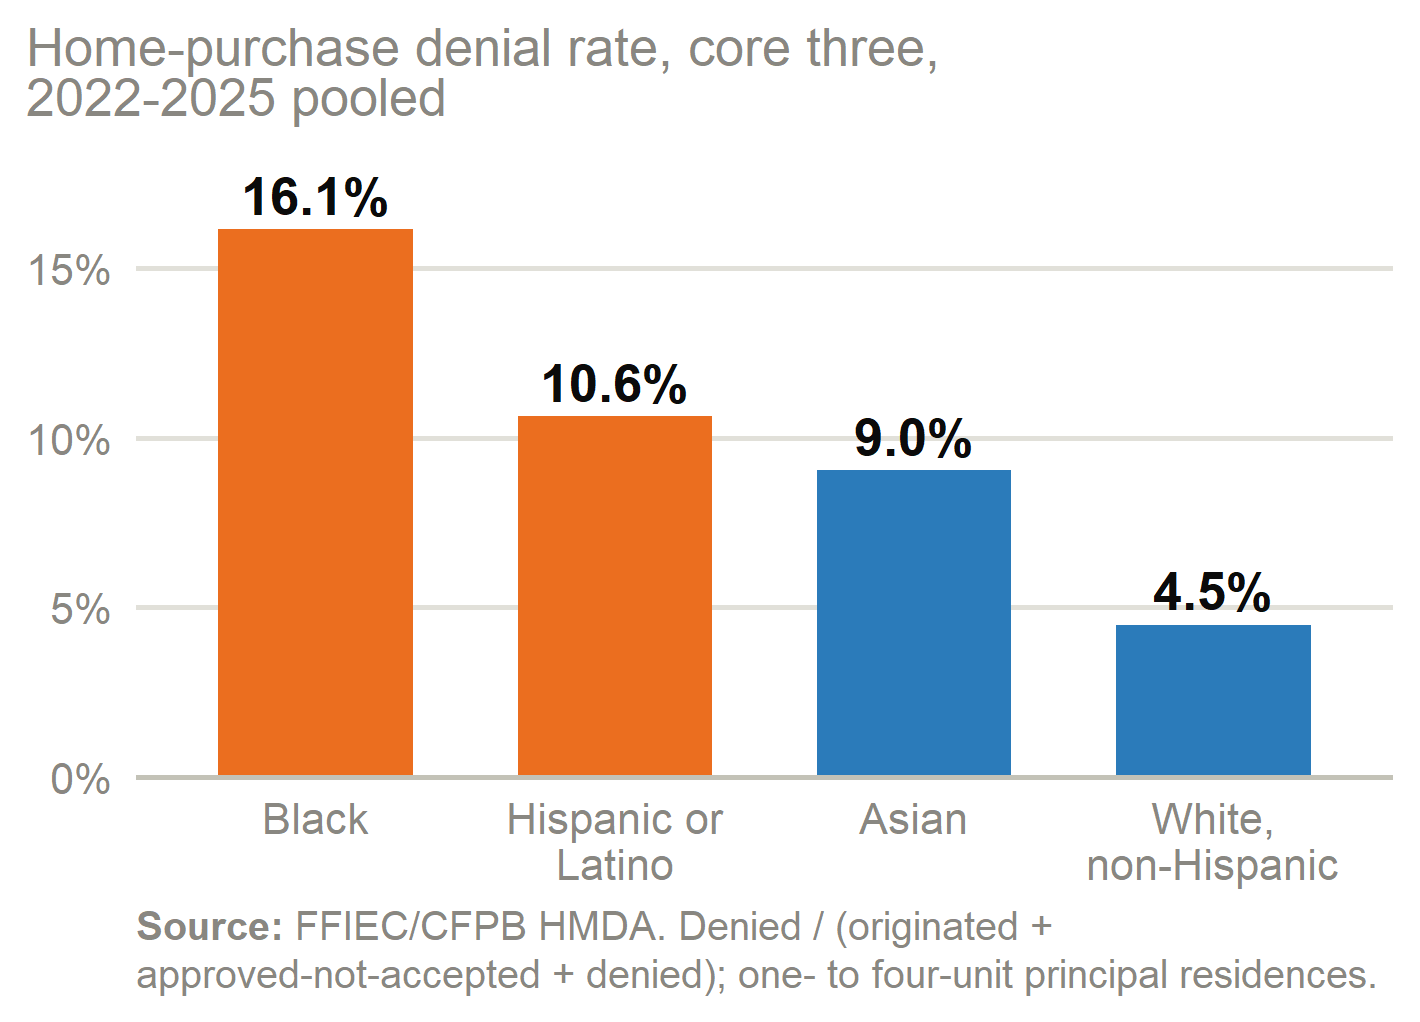 Home-purchase denial rate, core three,
2022-2025 pooled
16.1%
15%
10.6%
10%
9.0%
5%
4.5%
0%
Black
Hispanic or
Latino
Asian
White,
non-Hispanic
Source: FFIEC/CFPB HMDA. Denied / (originated +
approved-not-accepted + denied); one- to four-unit principal residences.